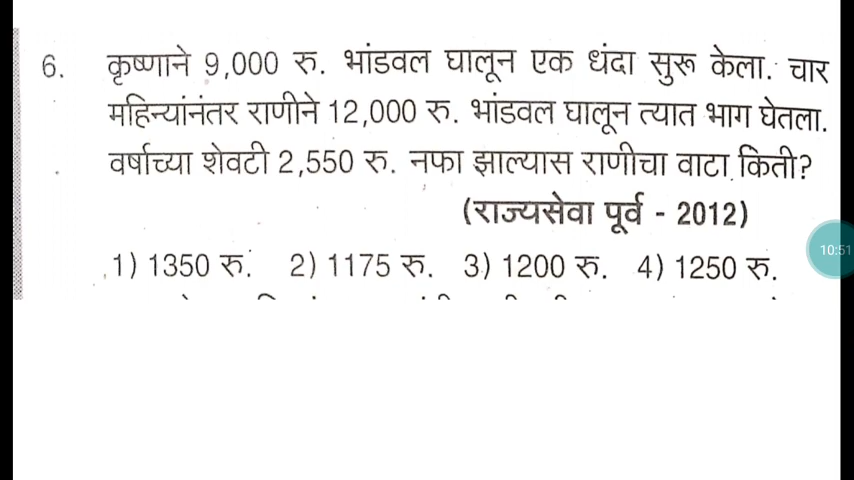 6. कृष्णाने 9,000 रु. भांडवल घालून एक धंदा सुरू केला. चार
महिन्यांनंतर राणीने 12,000 रु. भांडवल घालून त्यात भाग घेतला.
वर्षाच्या शेवटी 2,550 रु. नफा झाल्यास राणीचा वाटा किती?
(राज्यसेवा पूर्व - 2012)
10:51
1) 1350 रु. 2) 1175 रु. 3) 1200 रु. 4) 1250 रु.